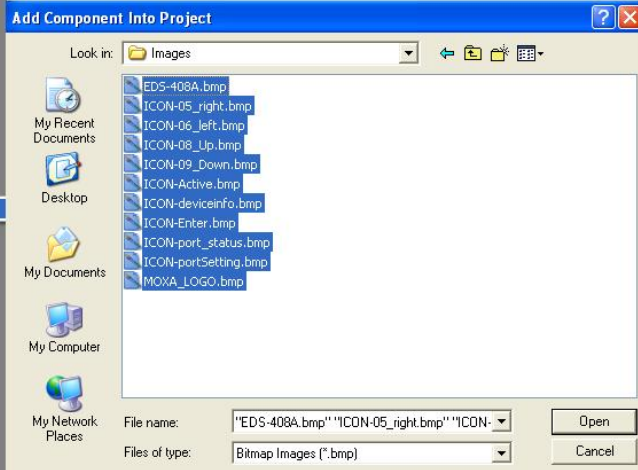 Add Component Into Project
Look in: Images
My Recent
Documents
Desktop
My Documents
My Computer
My Network
Places
EDS-408A.bmp
ICON-05_right.bmp
ICON-06_left.bmp
ICON-08_Up.bmp
ICON-09_Down.bmp
ICON-Active.bmp
ICON-deviceinfo.bmp
ICON-Enter.bmp
ICON-port_status.bmp
ICON-portSetting.bmp
MOXA_LOGO.bmp
File name: "EDS-408A.bmp" "ICON-05_right.bmp" "ICON- Open
Files of type: Bitmap Images (*.bmp) Cancel